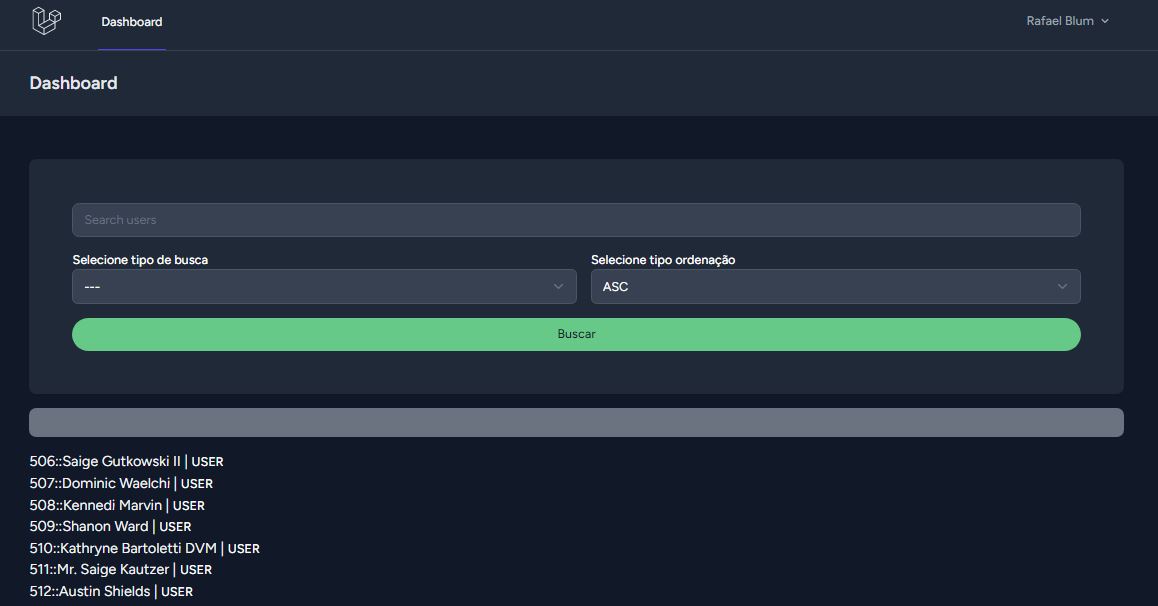 Dashboard
Rafael Blum
Dashboard
Search users
Selecione tipo de busca
Selecione tipo ordenação
---
ASC
Buscar
506::Saige Gutkowski II | USER
507::Dominic Waelchi | USER
508::Kennedi Marvin | USER
509::Shanon Ward | USER
510::Kathryne Bartoletti DVM | USER
511::Mr. Saige Kautzer | USER
512::Austin Shields | USER